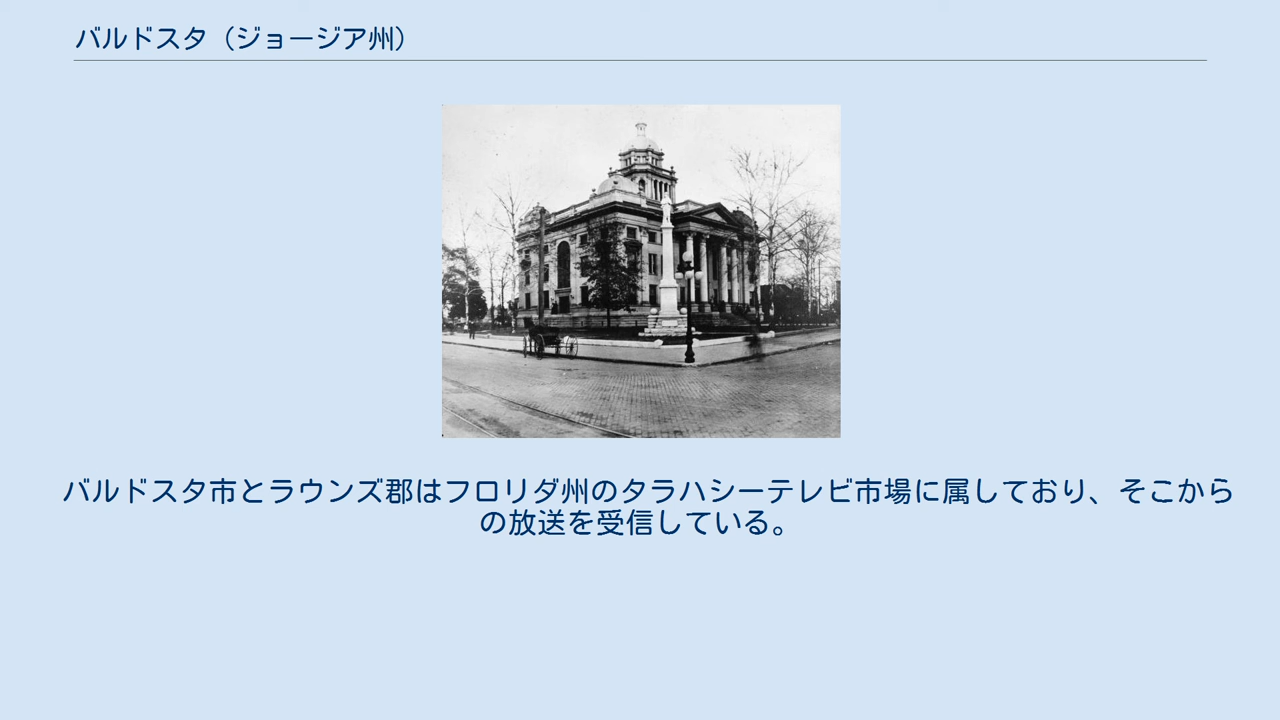 バルドスタ（ジョージア州）
バルドスタ市とラウンズ郡はフロリダ州のタラハシーテレビ市場に属しており、そこから
の放送を受信している。